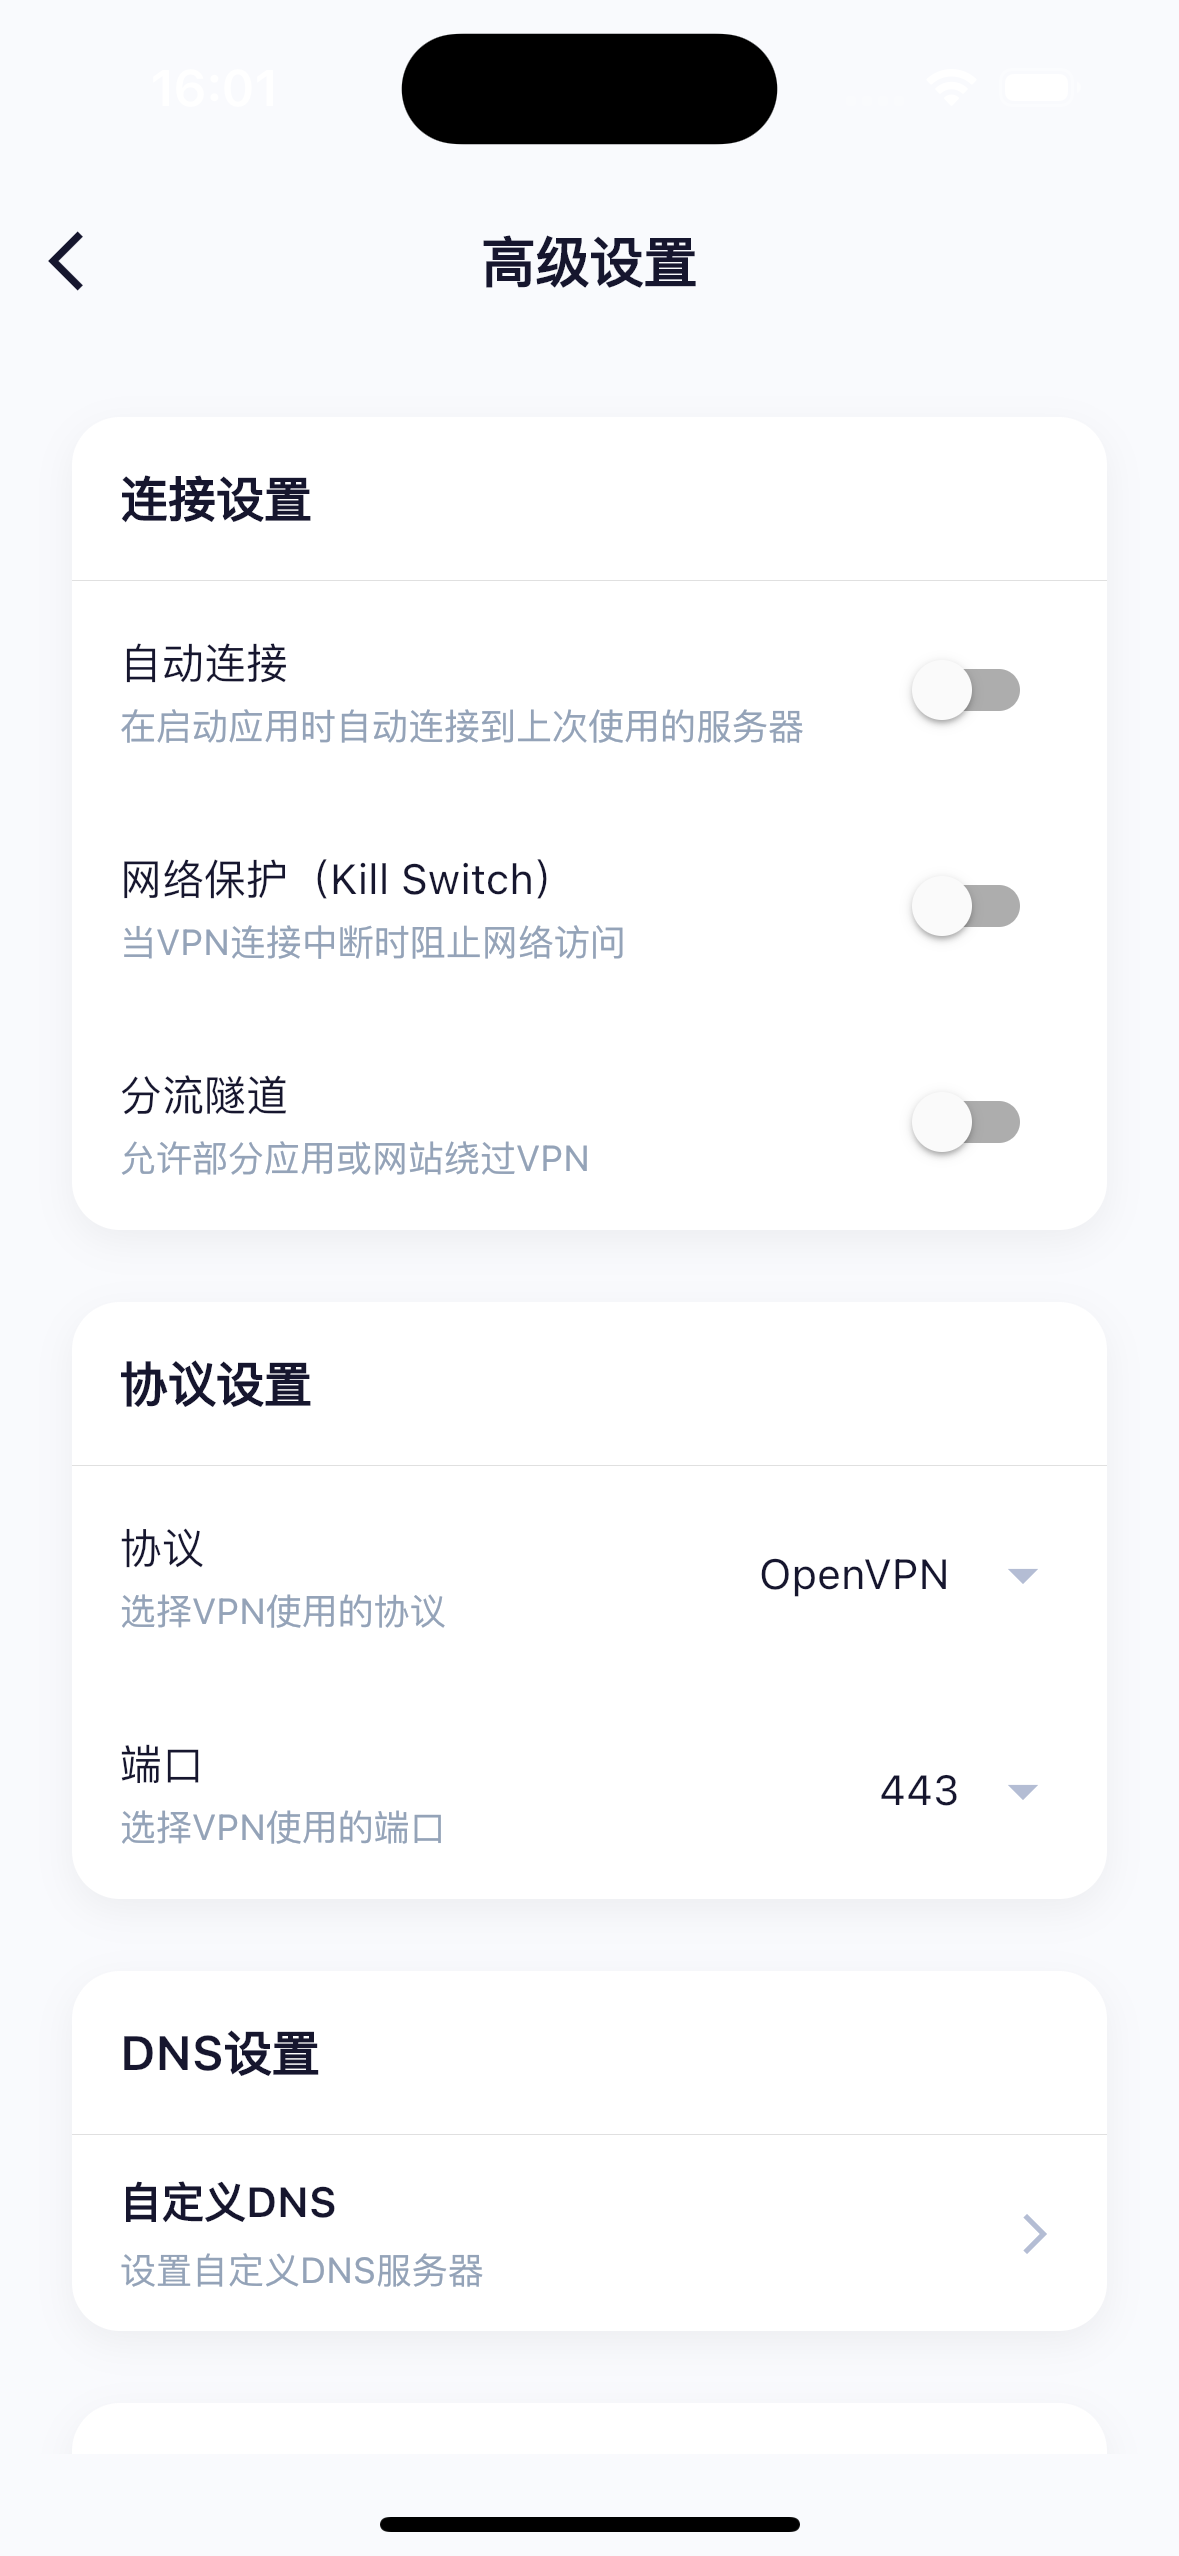 16:01
高级设置
连接设置
自动连接
在启动应用时自动连接到上次使用的服务器
网络保护（Kill Switch）
当VPN连接中断时阻止网络访问
分流隧道
允许部分应用或网站绕过VPN
协议设置
协议
OpenVPN
选择VPN使用的协议
端口
443
选择VPN使用的端口
DNS设置
自定义DNS
设置自定义DNS服务器